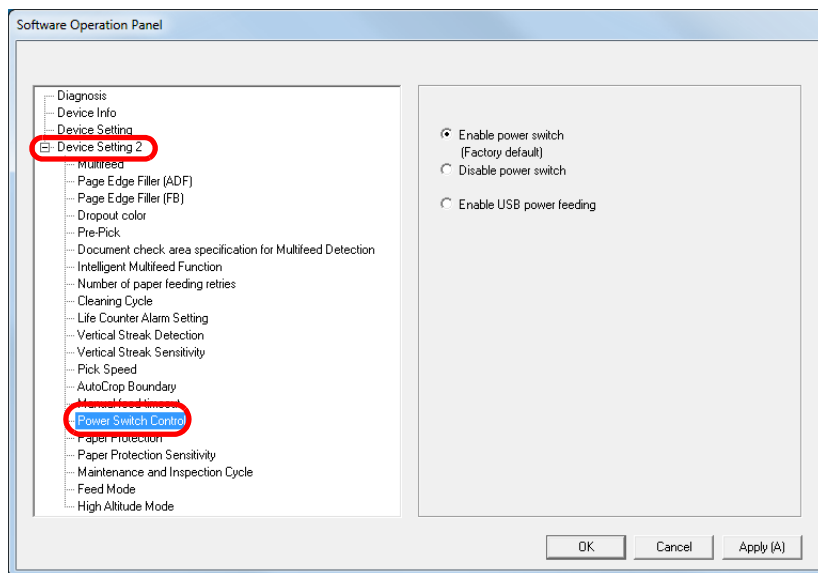 Software Operation Panel
Diagnosis
Device Info
Device Setting
Device Setting 2
Multifeed
Page Edge Filler (ADF)
Page Edge Filler (FB)
Dropout color
Pre-Pick
Document check area specification for Multifeed Detection
Intelligent Multifeed Function
Number of paper feeding retries
Cleaning Cycle
Life Counter Alarm Setting
Vertical Streak Detection
Vertical Streak Sensitivity
Pick Speed
AutoCrop Boundary
Manual feed timeout
Power Switch Control
Paper Protection
Paper Protection Sensitivity
Maintenance and Inspection Cycle
Feed Mode
High Altitude Mode
Enable power switch
(Factory default)
Disable power switch
Enable USB power feeding
OK Cancel Apply (A)